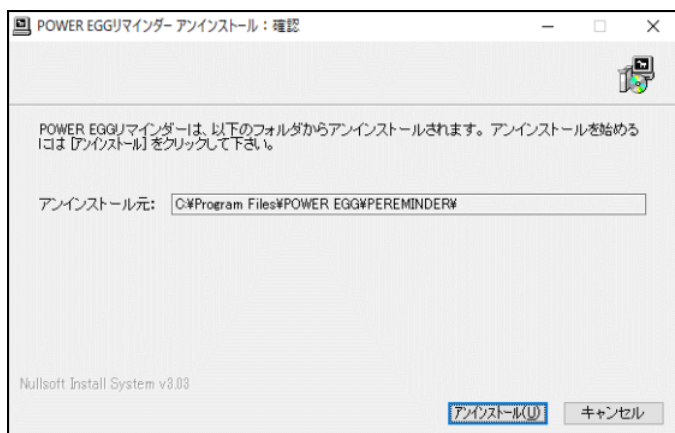 POWER EGGリマインダー アンインストール：確認
POWER EGGリマインダーは、以下のフォルダからアンインストールされます。アンインストールを始める
には [アンインストール] をクリックして下さい。
アンインストール元:
C:¥Program Files¥POWER EGG¥PEREMINDER¥
Nullsoft Install System v3.03
アンインストール(U)
キャンセル